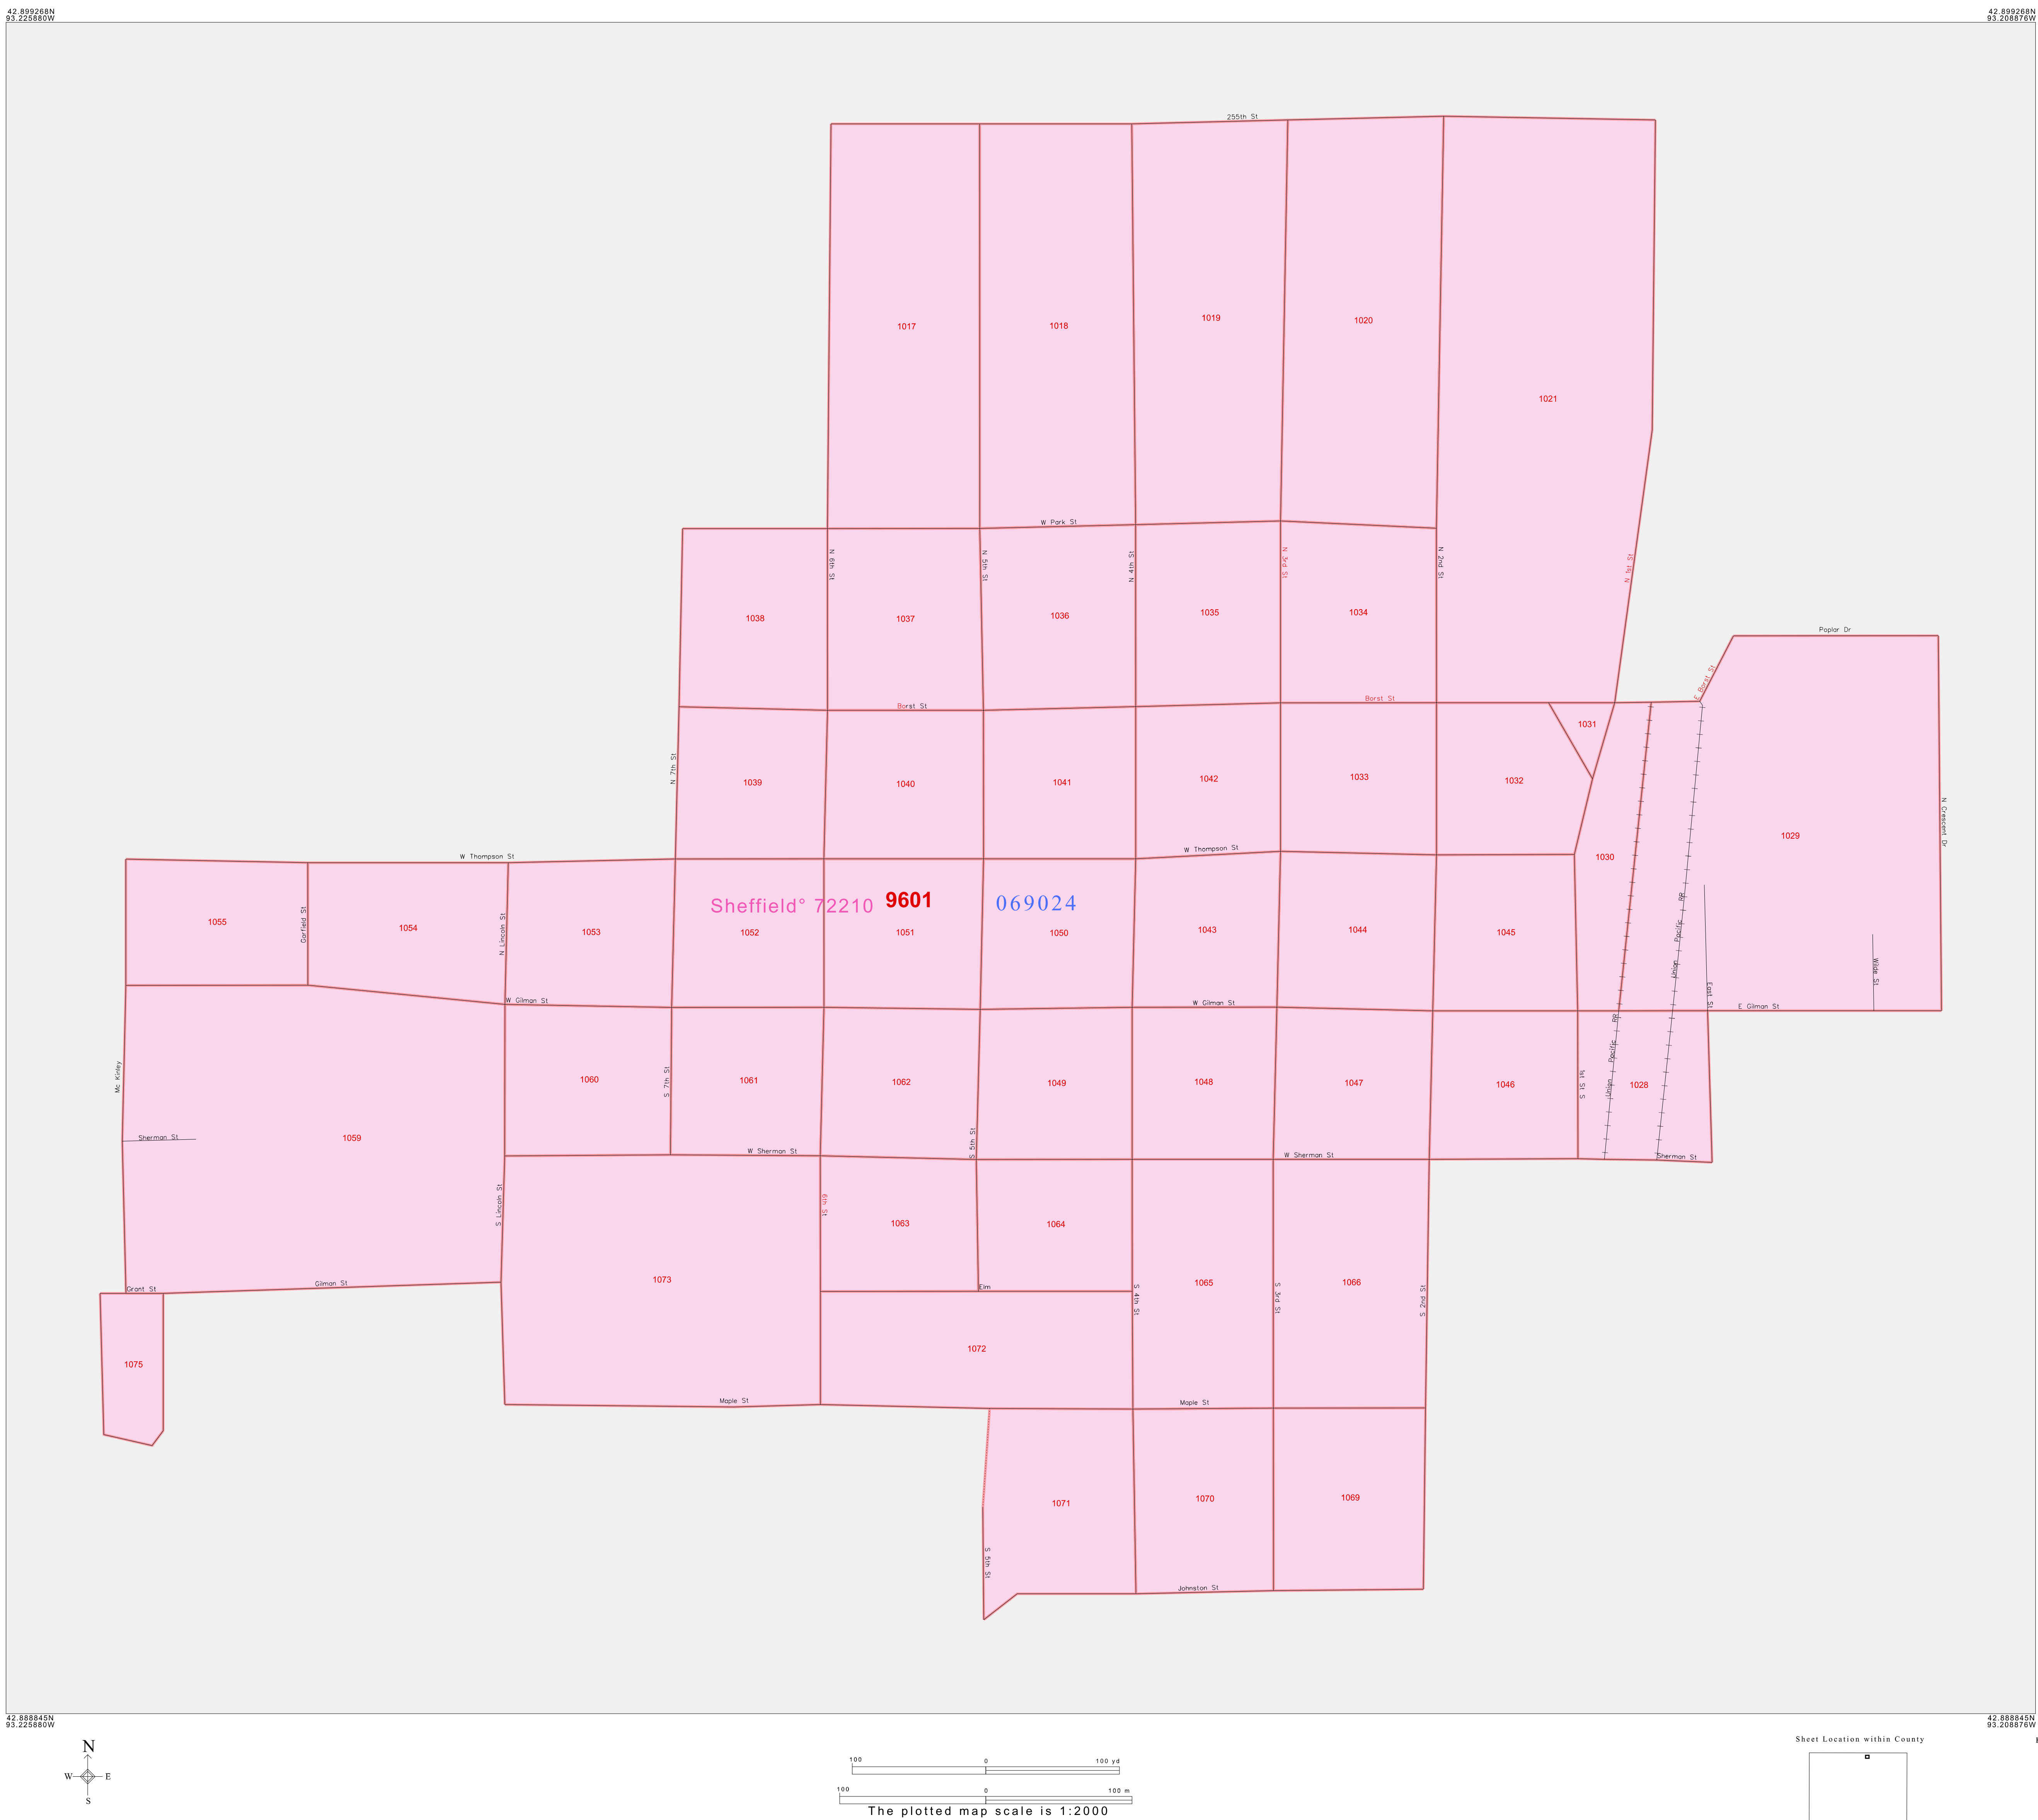 42.899268N
93.225880W
42.899268N
93.208876W
255th St
1017
1018
1019
1020
1021
W Park St
N 6th St
N 5th St
N 4th St
N 3rd St
N 2nd St
N 1st St
1038
1037
1036
1035
1034
Poplar Dr
E Borst St
Borst St
Borst St
1031
N 7th St
1039
1040
1041
1042
1033
1032
N Crescent Dr
1029
1030
W Thompson St
W Thompson St
Sheffield° 72210
9601
069024
1055
Garfield St
1054
N Lincoln St
1053
1052
1051
1050
1043
1044
1045
Union Pacific RR
East St
Wilde St
W Gilman St
W Gilman St
E Gilman St
Mc Kinley
1060
S 7th St
1061
1062
1049
1048
1047
1046
1st St S
Union Pacific RR
1028
Sherman St
1059
S 5th St
W Sherman St
W Sherman St
Sherman St
S Lincoln St
6th St
1063
1064
1073
1065
1066
Grant St
Gilman St
Elm
S 4th St
S 3rd St
S 2nd St
1075
1072
Maple St
Maple St
1071
1070
1069
S 5th St
Johnston St
42.888845N
93.225880W
42.888845N
93.208876W
N
W
E
S
100 0 100 yd
100 0 100 m
The plotted map scale is 1:2000
Sheet Location within County